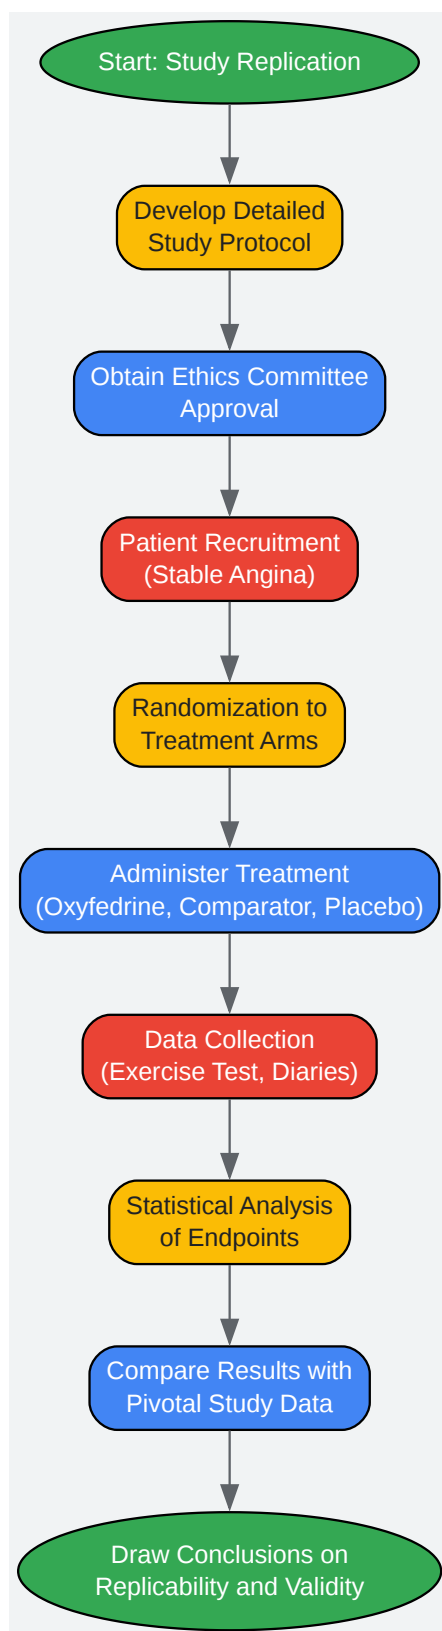 Start: Study Replication
Develop Detailed
Study Protocol
Obtain Ethics Committee
Approval
Patient Recruitment
(Stable Angina)
Randomization to
Treatment Arms
Administer Treatment
(Oxyfedrine, Comparator, Placebo)
Data Collection
(Exercise Test, Diaries)
Statistical Analysis
of Endpoints
Compare Results with
Pivotal Study Data
Draw Conclusions on
Replicability and Validity